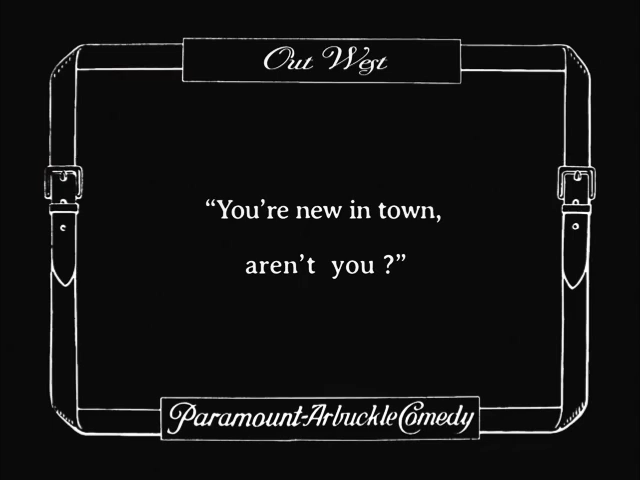 Out West
“You’re new in town,
aren’t you ?”
Paramount-Arbuckle Comedy